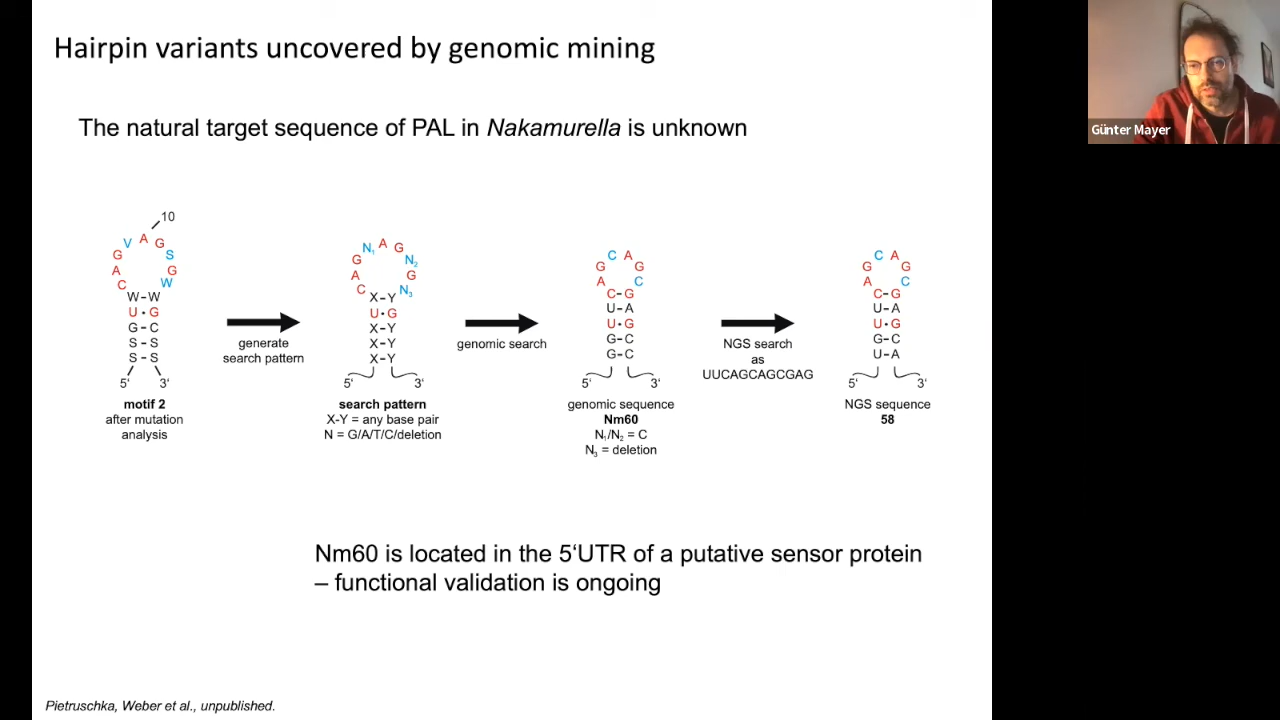 Hairpin variants uncovered by genomic mining
Günter Mayer
The natural target sequence of PAL in Nakamurella is unknown
10
V A G
G S
A G
C W
W-W
U·G
G-C
S-S
S-S
5' 3'
motif 2
after mutation
analysis
generate
search pattern
N₁ A G
G N₂
A G
C N₃
X-Y
U·G
X-Y
X-Y
X-Y
5' 3'
search pattern
X-Y = any base pair
N = G/A/T/C/deletion
genomic search
C A
G G
A C
C-G
U-A
U·G
G-C
G-C
5' 3'
genomic sequence
Nm60
N₁/N₂ = C
N₃ = deletion
NGS search
as
UUCAGCAGCGAG
C A
G G
A C
C-G
U-A
U·G
G-C
U-A
5' 3'
NGS sequence
58
Nm60 is located in the 5‘UTR of a putative sensor protein
– functional validation is ongoing
Pietruschka, Weber et al., unpublished.